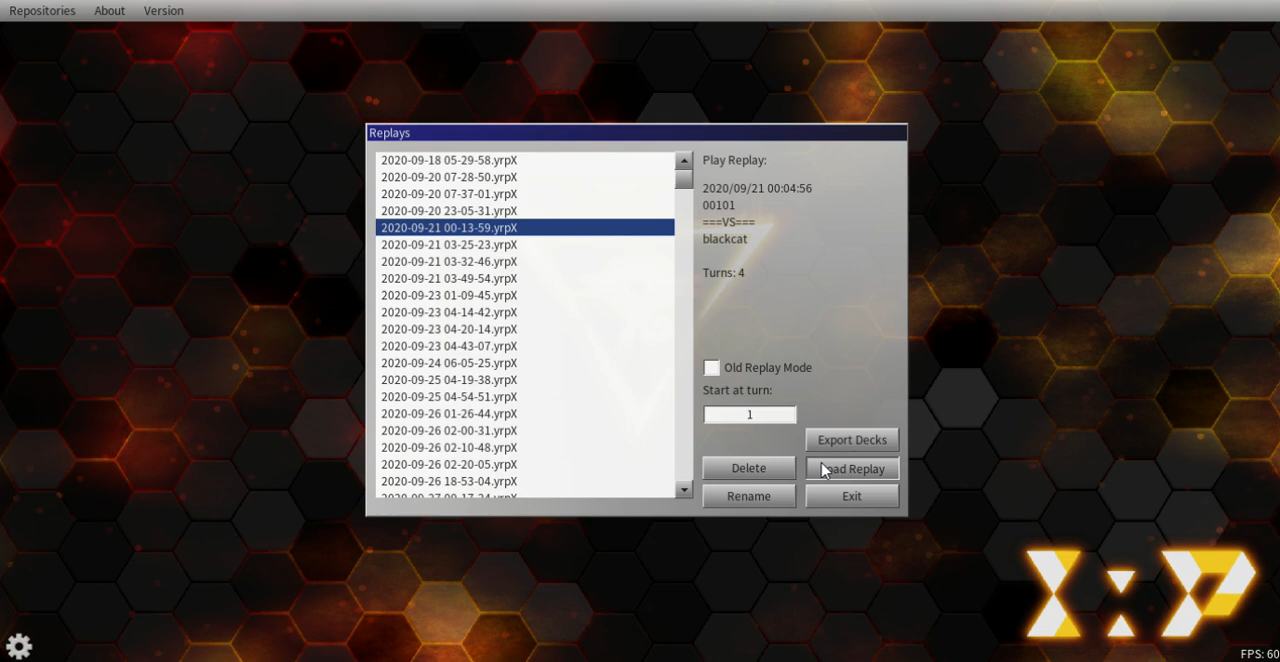 Repositories About Version
Replays
2020-09-18 05-29-58.yrpX
2020-09-20 07-28-50.yrpX
2020-09-20 07-37-01.yrpX
2020-09-20 23-05-31.yrpX
2020-09-21 00-13-59.yrpX
2020-09-21 03-25-23.yrpX
2020-09-21 03-32-46.yrpX
2020-09-21 03-49-54.yrpX
2020-09-23 01-09-45.yrpX
2020-09-23 04-14-42.yrpX
2020-09-23 04-20-14.yrpX
2020-09-23 04-43-07.yrpX
2020-09-24 06-05-25.yrpX
2020-09-25 04-19-38.yrpX
2020-09-25 04-54-51.yrpX
2020-09-26 01-26-44.yrpX
2020-09-26 02-00-31.yrpX
2020-09-26 02-10-48.yrpX
2020-09-26 02-20-05.yrpX
2020-09-26 18-53-04.yrpX
Play Replay:
2020/09/21 00:04:56
00101
===VS===
blackcat
Turns: 4
Old Replay Mode
Start at turn:
1
Export Decks
Delete
Replay
Rename
Exit
X:P
FPS: 60